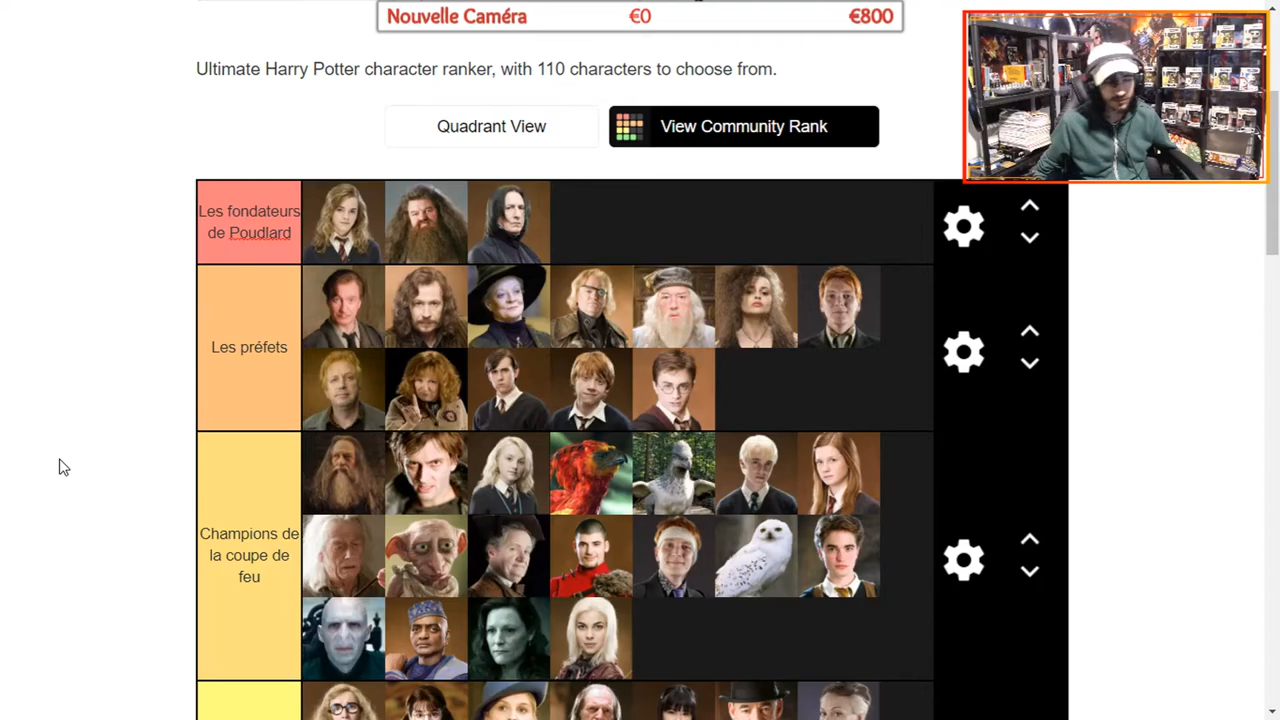 Nouvelle Caméra €0 €800
Ultimate Harry Potter character ranker, with 110 characters to choose from.
Quadrant View
View Community Rank
Les fondateurs
de Poudlard
Les préfets
Champions de
la coupe de
feu